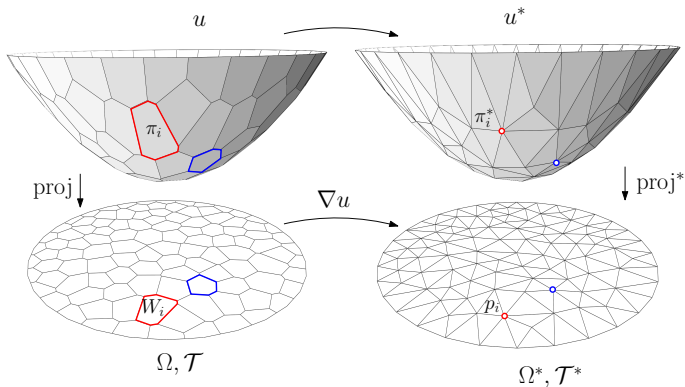 u
u*
π_i
π_i^*
proj
∇u
proj*
W_i
p_i
Ω, 𝒯
Ω*, 𝒯*